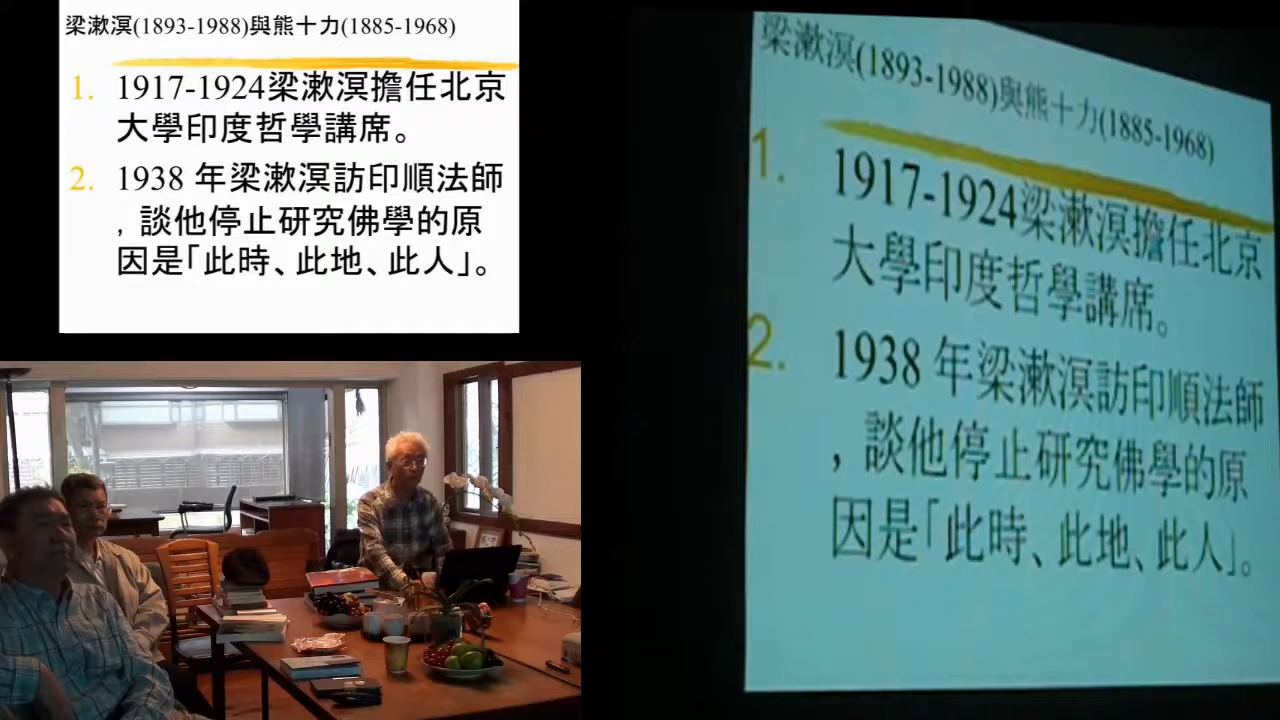 梁漱溟(1893-1988)與熊十力(1885-1968)
1. 1917-1924梁漱溟擔任北京
大學印度哲學講席。
2. 1938 年梁漱溟訪印順法師
，談他停止研究佛學的原
因是「此時、此地、此人」。
梁漱溟(1893-1988)與熊十力(1885-1968)
1. 1917-1924梁漱溟擔任北京
大學印度哲學講席。
2. 1938 年梁漱溟訪印順法師
，談他停止研究佛學的原
因是「此時、此地、此人」。